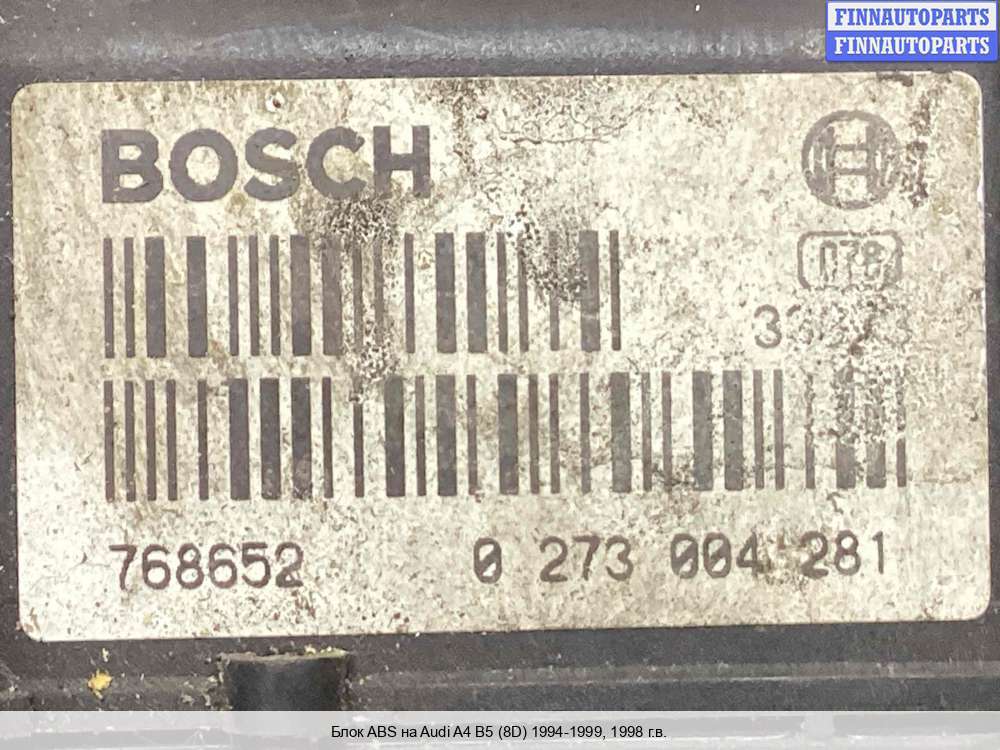 FINNAUTOPARTS
FINNAUTOPARTS
BOSCH
078
768652 0 273 004 281
Блок ABS на Audi A4 B5 (8D) 1994-1999, 1998 г.в.